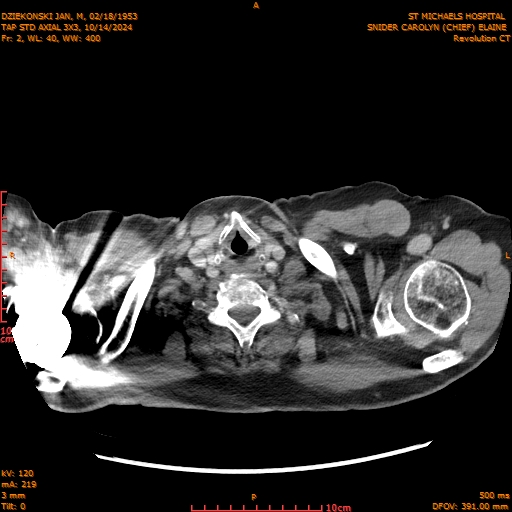 A
DZIEKONSKI JAN, M, 02/18/1953
TAP STD AXIAL 3X3, 10/14/2024
Fr: 2, WL: 40, WW: 400
ST MICHAELS HOSPITAL
SNIDER CAROLYN (CHIEF) ELAINE
Revolution CT
R
L
10
cm
kV: 120
mA: 219
3 mm
Tilt: 0
P
10cm
500 ms
DFOV: 391.00 mm